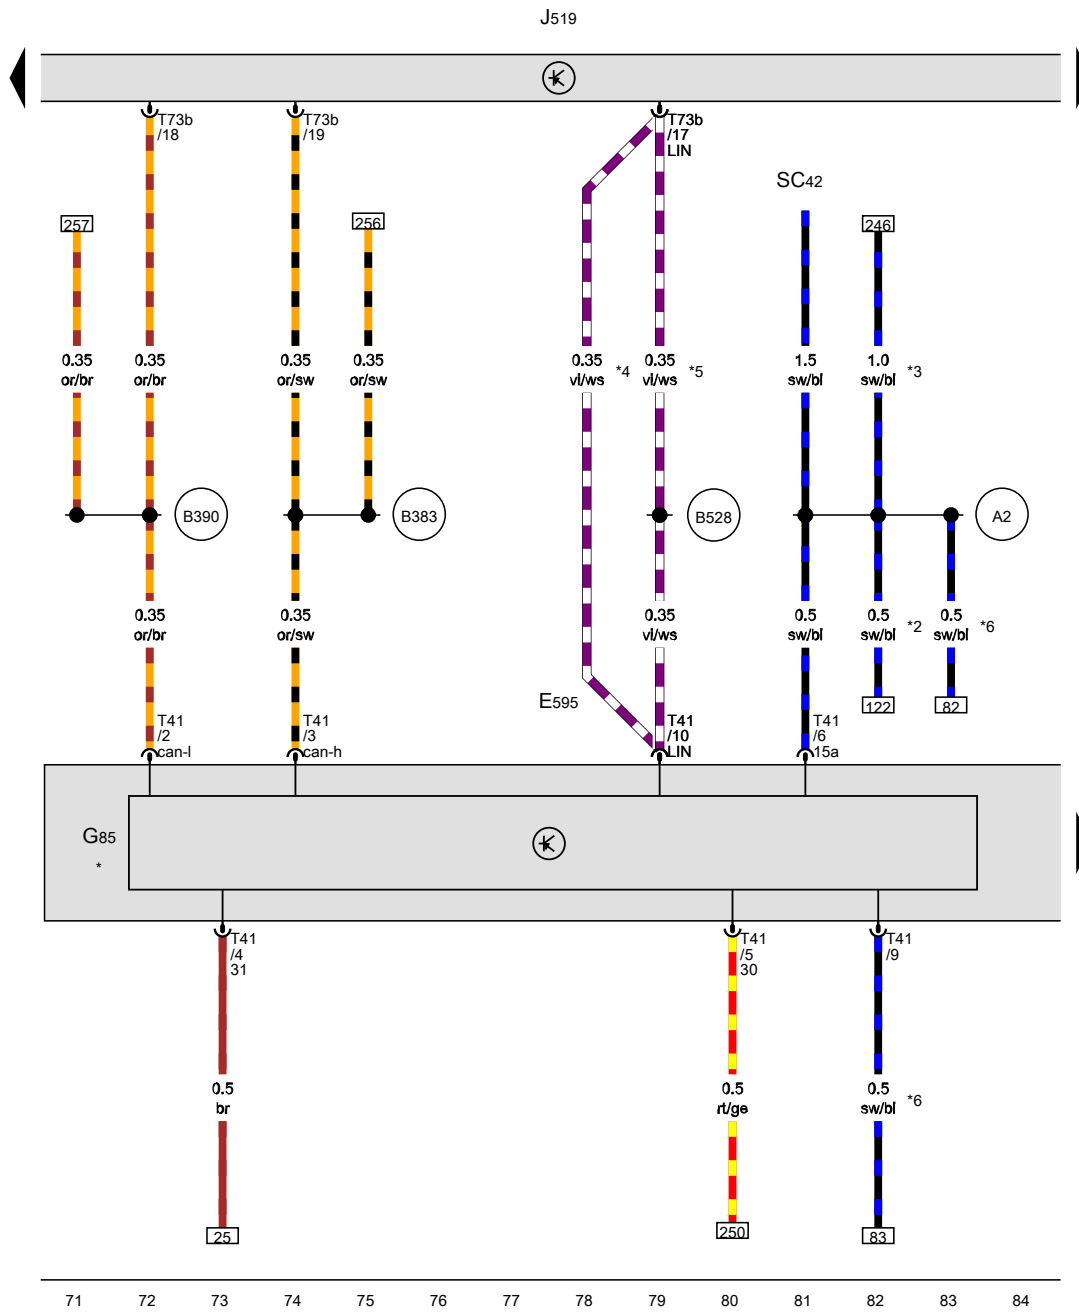 J519
T73b
/18
T73b
/19
T73b
/17
LIN
SC42
257
256
246
0.35
or/br
0.35
or/br
0.35
or/sw
0.35
or/sw
0.35
vl/ws
*4
0.35
vl/ws
*5
1.5
sw/bl
1.0
sw/bl
*3
B390
B383
B528
A2
0.35
or/br
0.35
or/sw
0.35
vl/ws
0.5
sw/bl
0.5
sw/bl
*2
0.5
sw/bl
*6
E595
122
82
T41
/2
can-l
T41
/3
can-h
T41
/10
LIN
T41
/6
15a
G85
*
T41
/4
31
T41
/5
30
T41
/9
0.5
br
0.5
rt/ge
0.5
sw/bl
*6
25
250
83
71 72 73 74 75 76 77 78 79 80 81 82 83 84